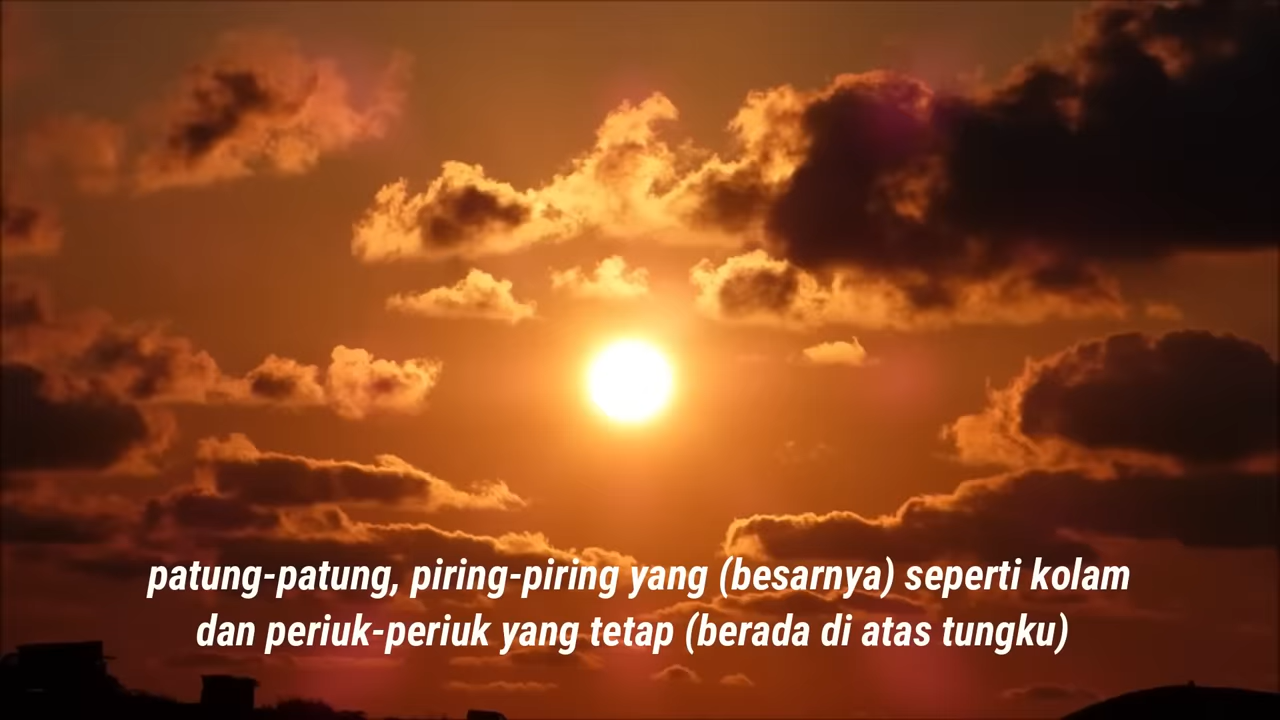 patung-patung, piring-piring yang (besarnya) seperti kolam
dan periuk-periuk yang tetap (berada di atas tungku)